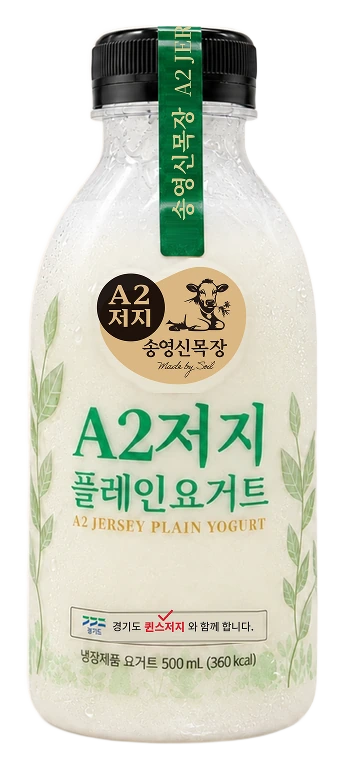 송영신목장 A2 JER
A2
저지
송영신목장
Made by Soil
A2저지
플레인요거트
A2 JERSEY PLAIN YOGURT
경기도
경기도 퀸스저지 와 함께 합니다.
냉장제품 요거트 500 mL (360 kcal)